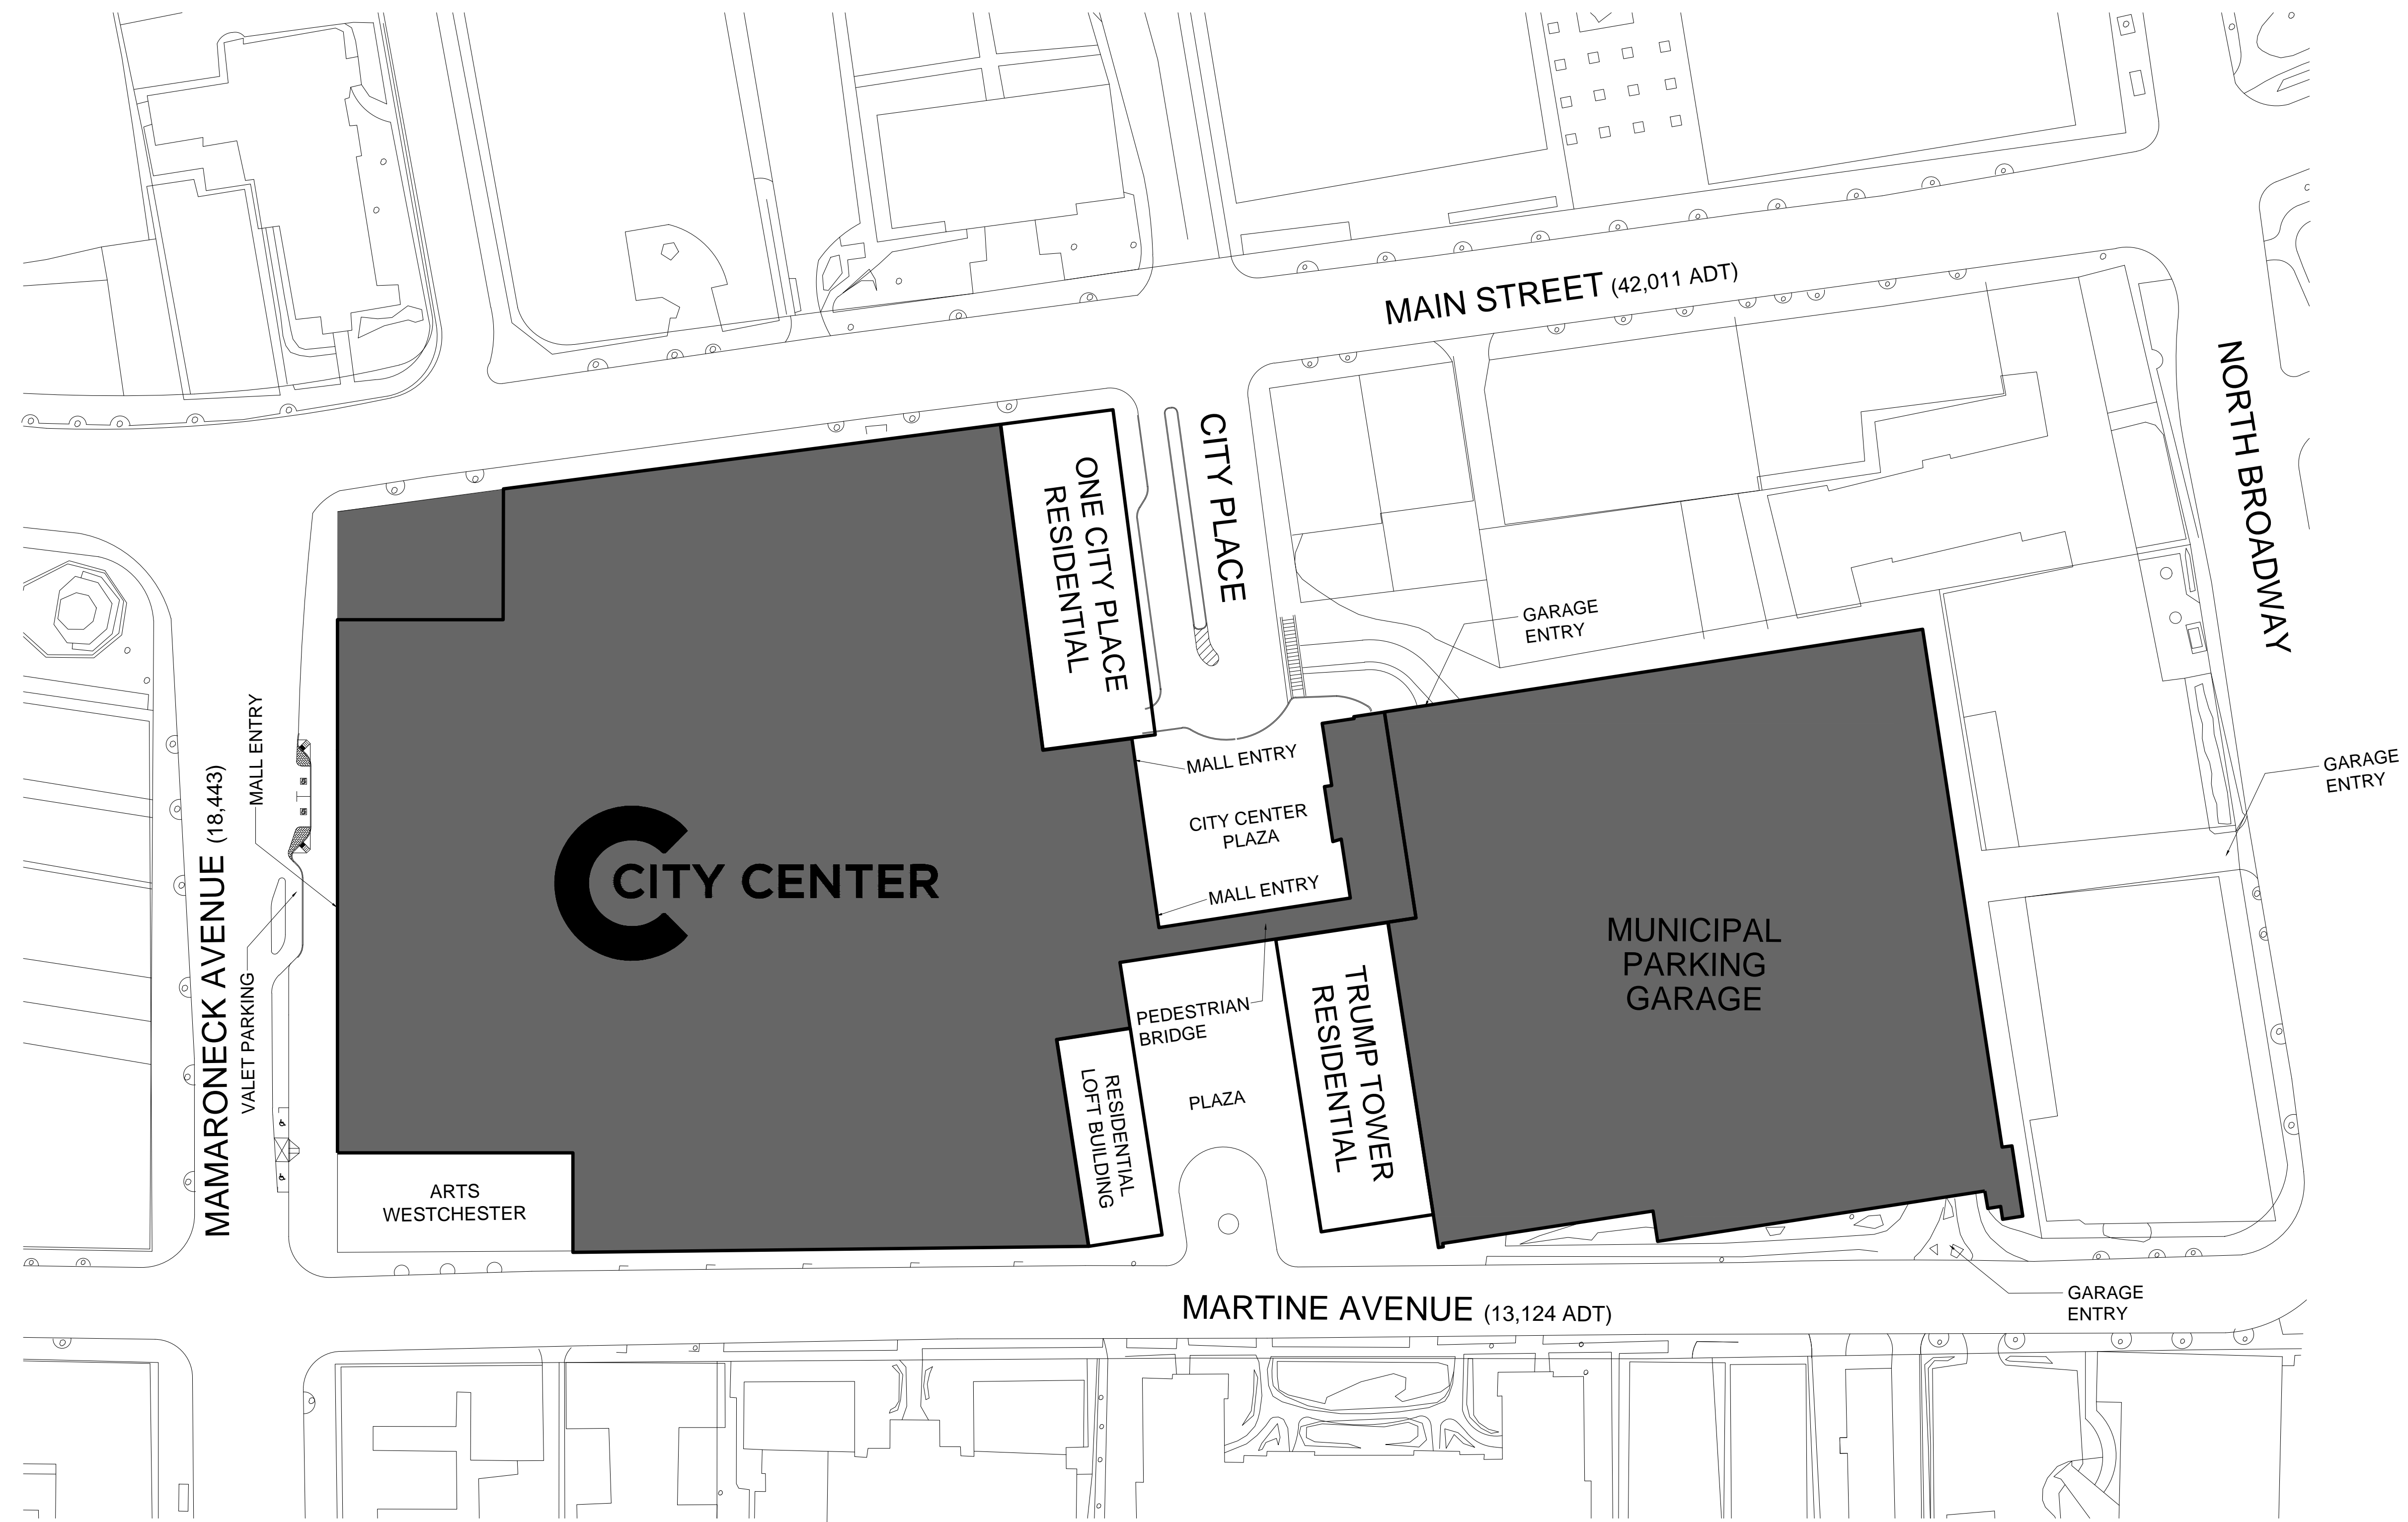 MAIN STREET (42,011 ADT)
NORTH BROADWAY
CITY PLACE
ONE CITY PLACE
RESIDENTIAL
GARAGE
ENTRY
MALL ENTRY
MAMARONECK AVENUE (18,443)
VALET PARKING
CITY CENTER
MALL ENTRY
CITY CENTER
PLAZA
MALL ENTRY
GARAGE
ENTRY
MUNICIPAL
PARKING
GARAGE
PEDESTRIAN
BRIDGE
TRUMP TOWER
RESIDENTIAL
RESIDENTIAL
LOFT BUILDING
PLAZA
ARTS
WESTCHESTER
MARTINE AVENUE (13,124 ADT)
GARAGE
ENTRY